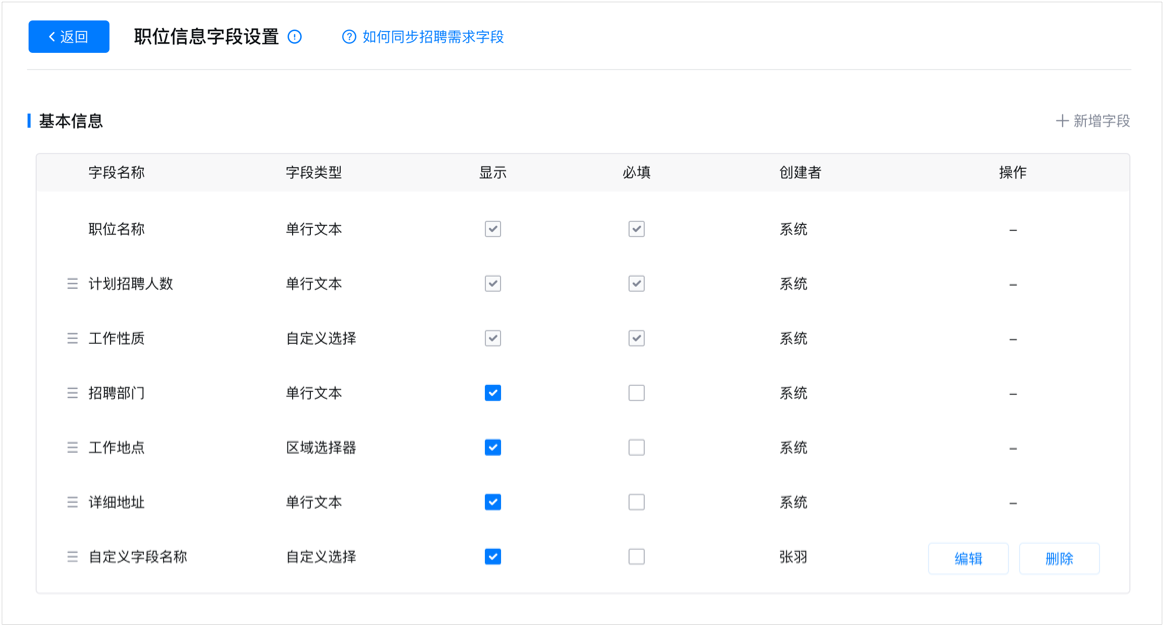 返回 职位信息字段设置 如何同步招聘需求字段
基本信息 新增字段
字段名称 字段类型 显示 必填 创建者 操作
职位名称 单行文本 系统 –
计划招聘人数 单行文本 系统 –
工作性质 自定义选择 系统 –
招聘部门 单行文本 系统 –
工作地点 区域选择器 系统 –
详细地址 单行文本 系统 –
自定义字段名称 自定义选择 张羽 编辑 删除